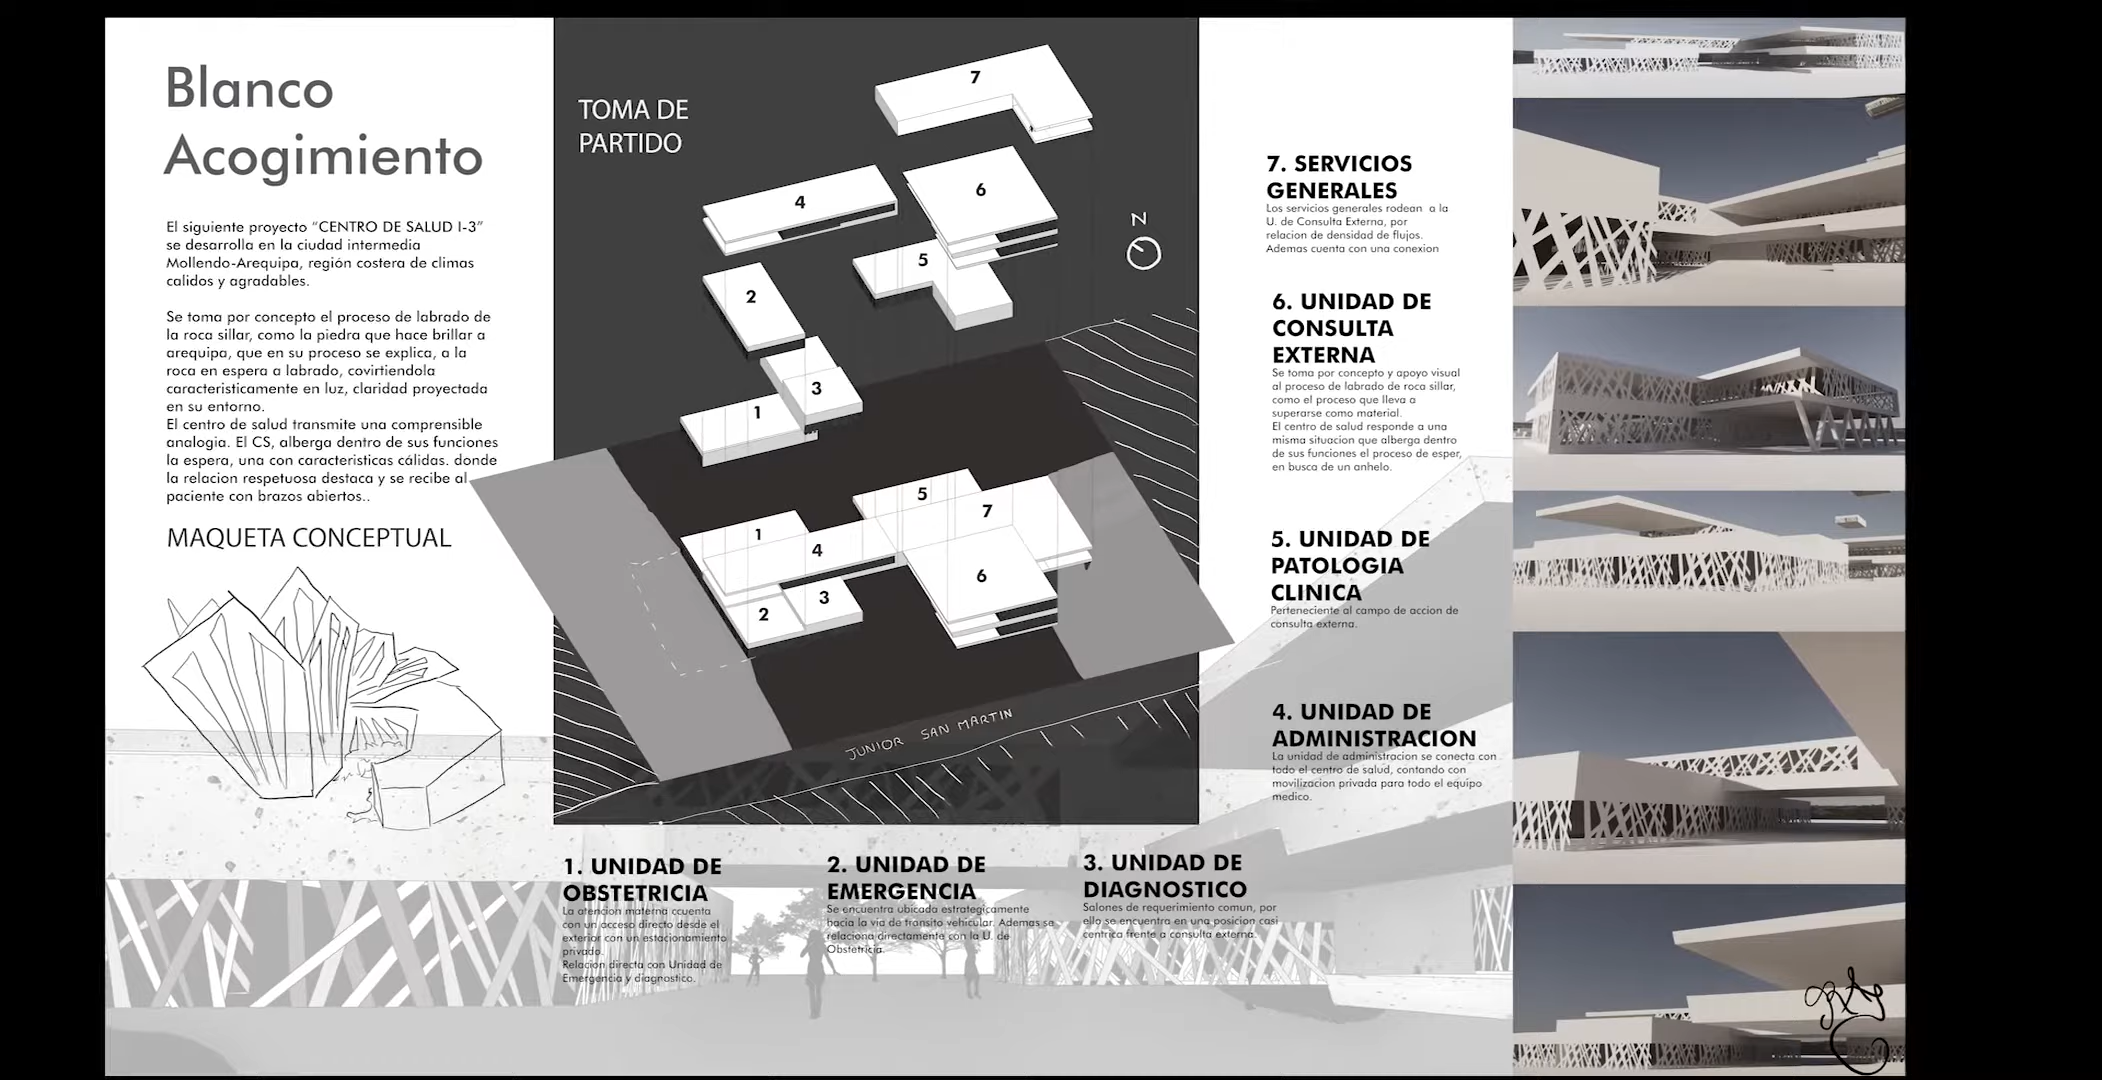 Blanco
Acogimiento
El siguiente proyecto “CENTRO DE SALUD I-3”
se desarrolla en la ciudad intermedia
Mollendo-Arequipa, región costera de climas
calidos y agradables.
Se toma por concepto el proceso de labrado de
la roca sillar, como la piedra que hace brillar a
arequipa, que en su proceso se explica, a la
roca en espera a labrado, covirtiendola
caracteristicamente en luz, claridad proyectada
en su entorno.
El centro de salud transmite una comprensible
analogia. El CS, alberga dentro de sus funciones
la espera, una con caracteristicas cálidas. donde
la relacion respetuosa destaca y se recibe al
paciente con brazos abiertos..
MAQUETA CONCEPTUAL
TOMA DE
PARTIDO
7
4
6
5
2
3
1
N
5
7
1
4
6
3
2
JUNIOR SAN MARTIN
7. SERVICIOS
GENERALES
Los servicios generales rodean a la
U. de Consulta Externa, por
relacion de densidad de flujos.
Ademas cuenta con una conexion
6. UNIDAD DE
CONSULTA
EXTERNA
Se toma por concepto y apoyo visual
al proceso de labrado de roca sillar,
como el proceso que lleva a
superarse como material.
El centro de salud responde a una
misma situacion que alberga dentro
de sus funciones el proceso de esper,
en busca de un anhelo.
5. UNIDAD DE
PATOLOGIA
CLINICA
Perteneciente al campo de accion de
consulta externa.
4. UNIDAD DE
ADMINISTRACION
La unidad de administracion se conecta con
todo el centro de salud, contando con
movilizacion privada para todo el equipo
medico.
1. UNIDAD DE
OBSTETRICIA
La atencion materna ccuenta
con un acceso directo desde el
exterior con un estacionamiento
privado.
Relacion directa con Unidad de
Emergencia y diagnostico.
2. UNIDAD DE
EMERGENCIA
Se encuentra ubicada estrategicamente
hacia la via de transito vehicular. Ademas se
relaciona directamente con la U. de
Obstetricia.
3. UNIDAD DE
DIAGNOSTICO
Salones de requerimiento comun, por
ello se encuentra en una posicion casi
centrica frente a consulta externa.